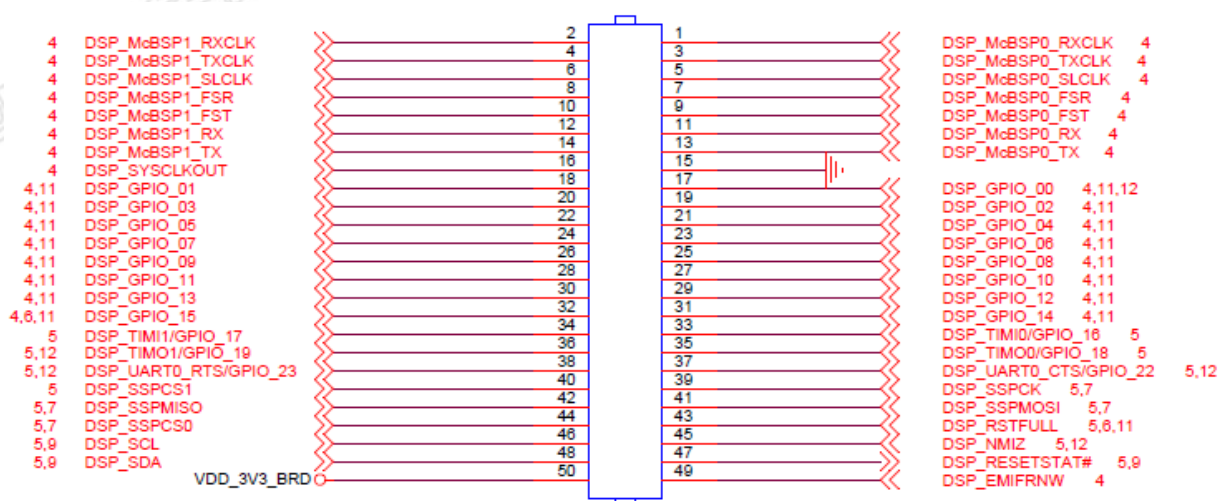 4 DSP_McBSP1_RXCLK 2 1 DSP_McBSP0_RXCLK 4
4 DSP_McBSP1_TXCLK 4 3 DSP_McBSP0_TXCLK 4
4 DSP_McBSP1_SLCLK 6 5 DSP_McBSP0_SLCLK 4
4 DSP_McBSP1_FSR 8 7 DSP_McBSP0_FSR 4
4 DSP_McBSP1_FST 10 9 DSP_McBSP0_FST 4
4 DSP_McBSP1_RX 12 11 DSP_McBSP0_RX 4
4 DSP_McBSP1_TX 14 13 DSP_McBSP0_TX 4
4 DSP_SYSCLKOUT 16 15
4,11 DSP_GPIO_01 18 17 DSP_GPIO_00 4,11,12
4,11 DSP_GPIO_03 20 19 DSP_GPIO_02 4,11
4,11 DSP_GPIO_05 22 21 DSP_GPIO_04 4,11
4,11 DSP_GPIO_07 24 23 DSP_GPIO_06 4,11
4,11 DSP_GPIO_09 26 25 DSP_GPIO_08 4,11
4,11 DSP_GPIO_11 28 27 DSP_GPIO_10 4,11
4,11 DSP_GPIO_13 30 29 DSP_GPIO_12 4,11
4,6,11 DSP_GPIO_15 32 31 DSP_GPIO_14 4,11
5 DSP_TIMI1/GPIO_17 34 33 DSP_TIMI0/GPIO_16 5
5,12 DSP_TIMO1/GPIO_19 36 35 DSP_TIMO0/GPIO_18 5
5,12 DSP_UART0_RTS/GPIO_23 38 37 DSP_UART0_CTS/GPIO_22 5,12
5 DSP_SSPCS1 40 39 DSP_SSPCK 5,7
5,7 DSP_SSPMISO 42 41 DSP_SSPMOSI 5,7
5,7 DSP_SSPCS0 44 43 DSP_RSTFULL 5,6,11
5,9 DSP_SCL 46 45 DSP_NMIZ 5,12
5,9 DSP_SDA 48 47 DSP_RESETSTAT# 5,9
VDD_3V3_BRD 50 49 DSP_EMIFRNW 4